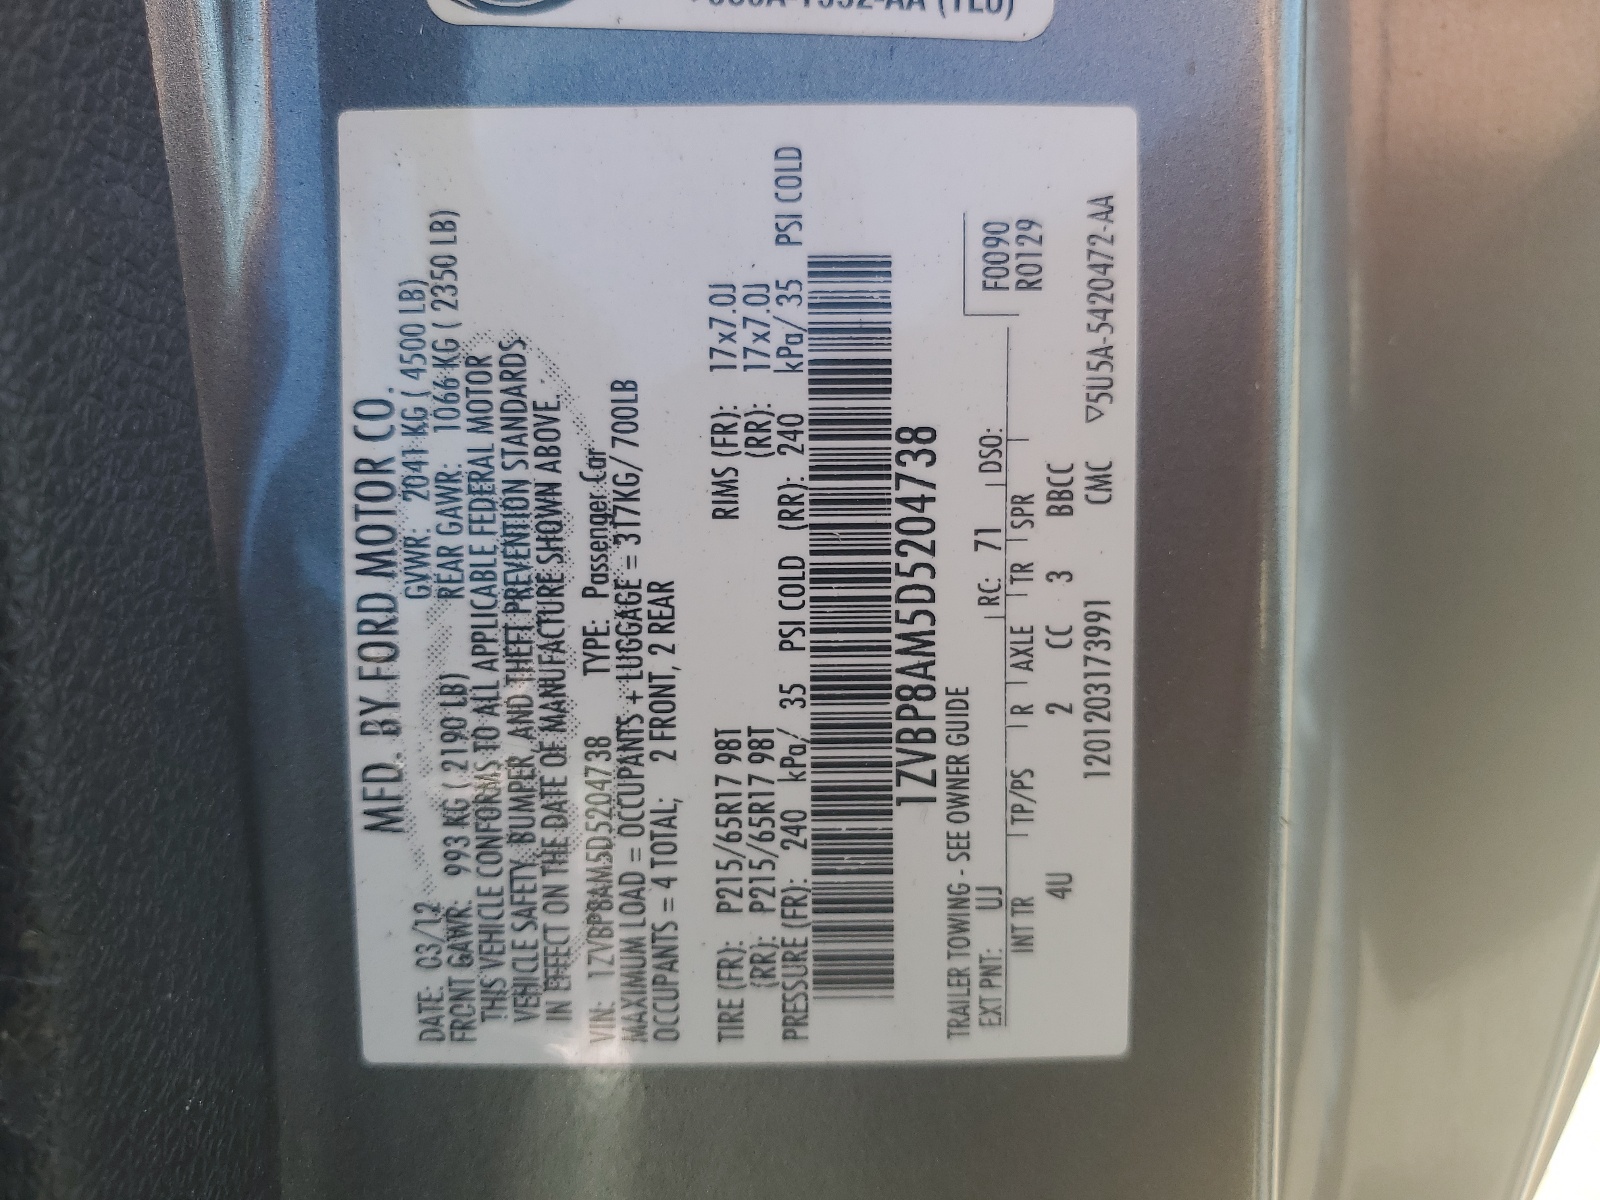 (TEU)
MFD. BY FORD MOTOR CO.
DATE: 03/12 GVWR: 2041 KG ( 4500 LB)
FRONT GAWR: 993 KG ( 2190 LB) REAR GAWR: 1066 KG ( 2350 LB)
THIS VEHICLE CONFORMS TO ALL APPLICABLE FEDERAL MOTOR
VEHICLE SAFETY, BUMPER, AND THEFT PREVENTION STANDARDS
IN EFFECT ON THE DATE OF MANUFACTURE SHOWN ABOVE.
VIN: 1ZVBP8AM5D5204738 TYPE: Passenger Car
MAXIMUM LOAD = OCCUPANTS + LUGGAGE = 317KG/ 700LB
OCCUPANTS = 4 TOTAL; 2 FRONT, 2 REAR
TIRE (FR): P215/65R17 98T RIMS (FR): 17x7.0J
(RR): P215/65R17 98T (RR): 17x7.0J
PRESSURE (FR): 240 kPa/ 35 PSI COLD (RR): 240 kPa/ 35 PSI COLD
1ZVBP8AM5D5204738
TRAILER TOWING - SEE OWNER GUIDE
EXT PNT: UJ RC: 71 DSO: F0090
R0129
INT TR TP/PS R AXLE TR SPR
4U 2 CC 3 BBCC
1201203173991 CMC ▽5U5A-5420472-AA